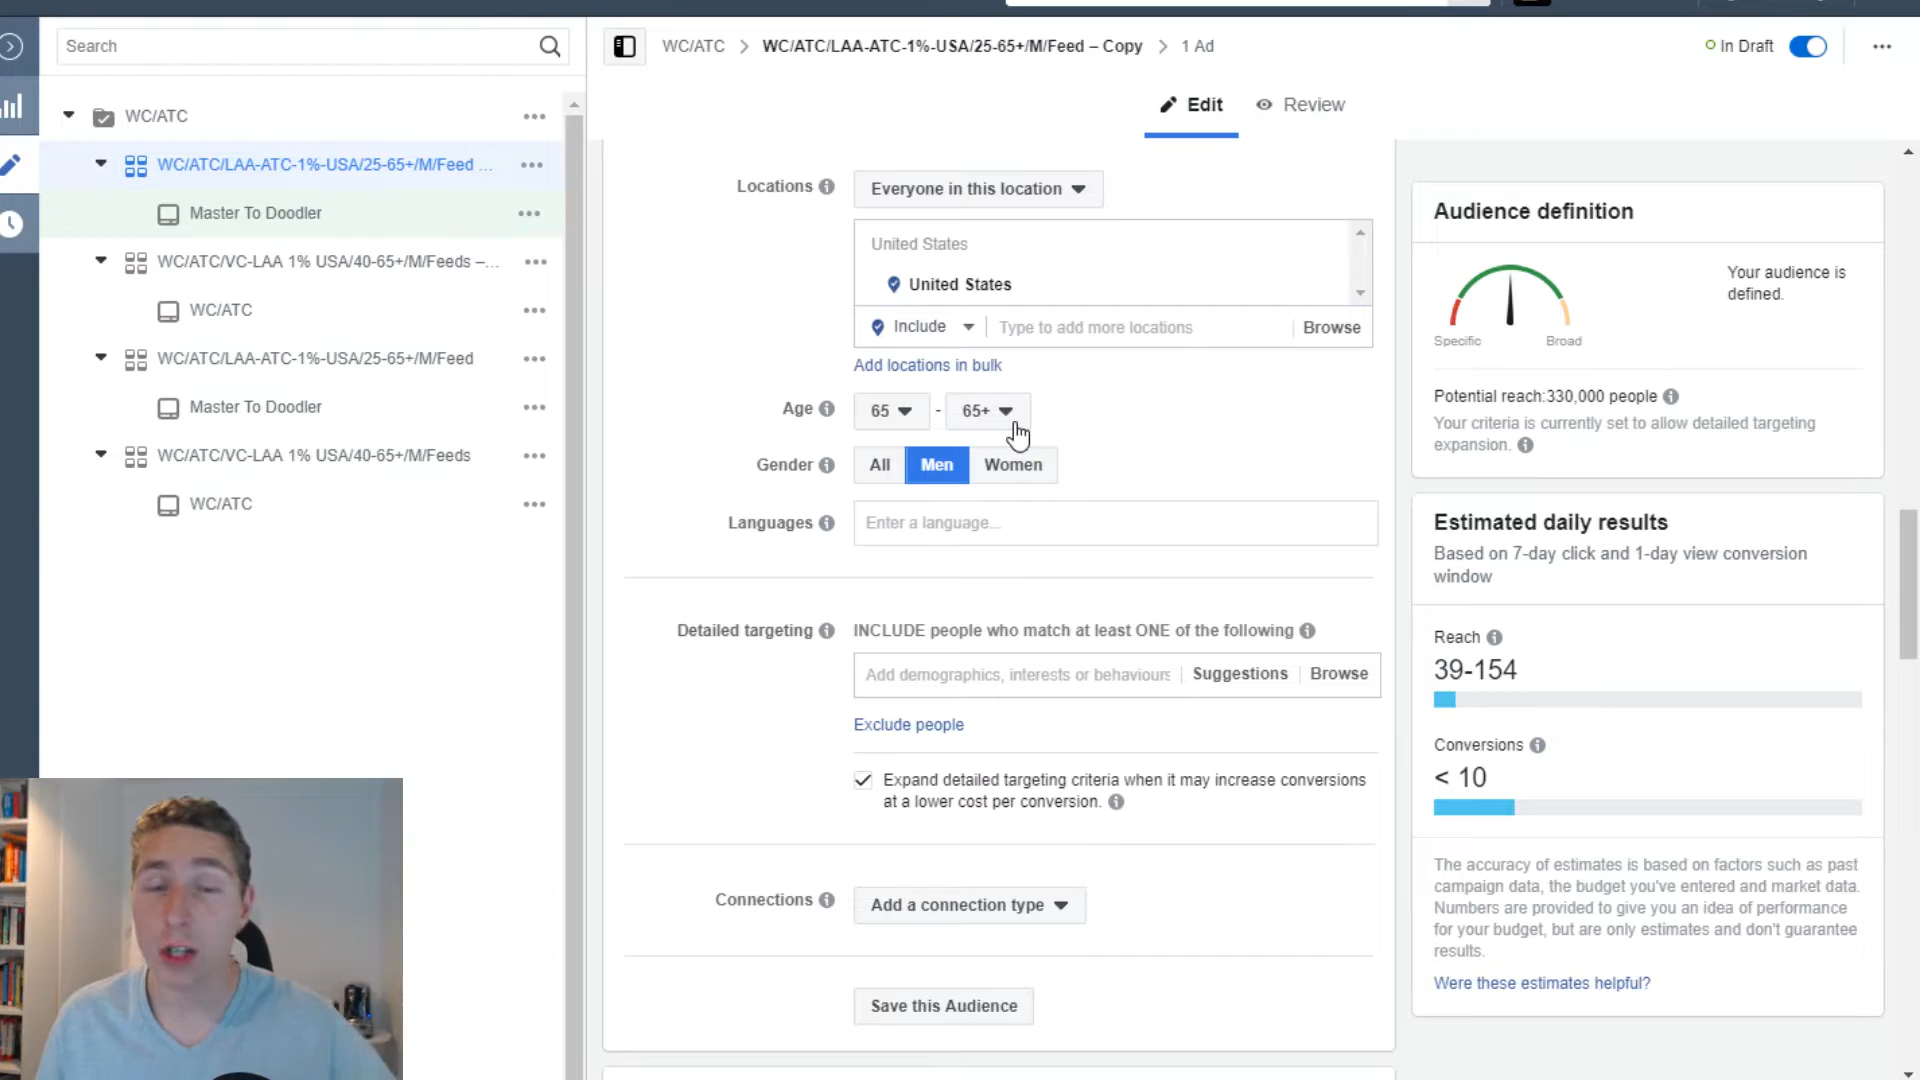 Search
WC/ATC
WC/ATC/LAA-ATC-1%-USA/25-65+/M/Feed ...
Master To Doodler
WC/ATC/VC-LAA 1% USA/40-65+/M/Feeds –...
WC/ATC
WC/ATC/LAA-ATC-1%-USA/25-65+/M/Feed
Master To Doodler
WC/ATC/VC-LAA 1% USA/40-65+/M/Feeds
WC/ATC
WC/ATC > WC/ATC/LAA-ATC-1%-USA/25-65+/M/Feed – Copy > 1 Ad
In Draft
Edit
Review
Locations
Everyone in this location
United States
United States
Include
Type to add more locations
Browse
Add locations in bulk
Age
65 - 65+
Gender
All Men Women
Languages
Enter a language...
Detailed targeting
INCLUDE people who match at least ONE of the following
Add demographics, interests or behaviours
Suggestions
Browse
Exclude people
Expand detailed targeting criteria when it may increase conversions
at a lower cost per conversion.
Connections
Add a connection type
Save this Audience
Audience definition
Your audience is
defined.
Specific
Broad
Potential reach:330,000 people
Your criteria is currently set to allow detailed targeting
expansion.
Estimated daily results
Based on 7-day click and 1-day view conversion
window
Reach
39-154
Conversions
< 10
The accuracy of estimates is based on factors such as past
campaign data, the budget you've entered and market data.
Numbers are provided to give you an idea of performance
for your budget, but are only estimates and don't guarantee
results.
Were these estimates helpful?